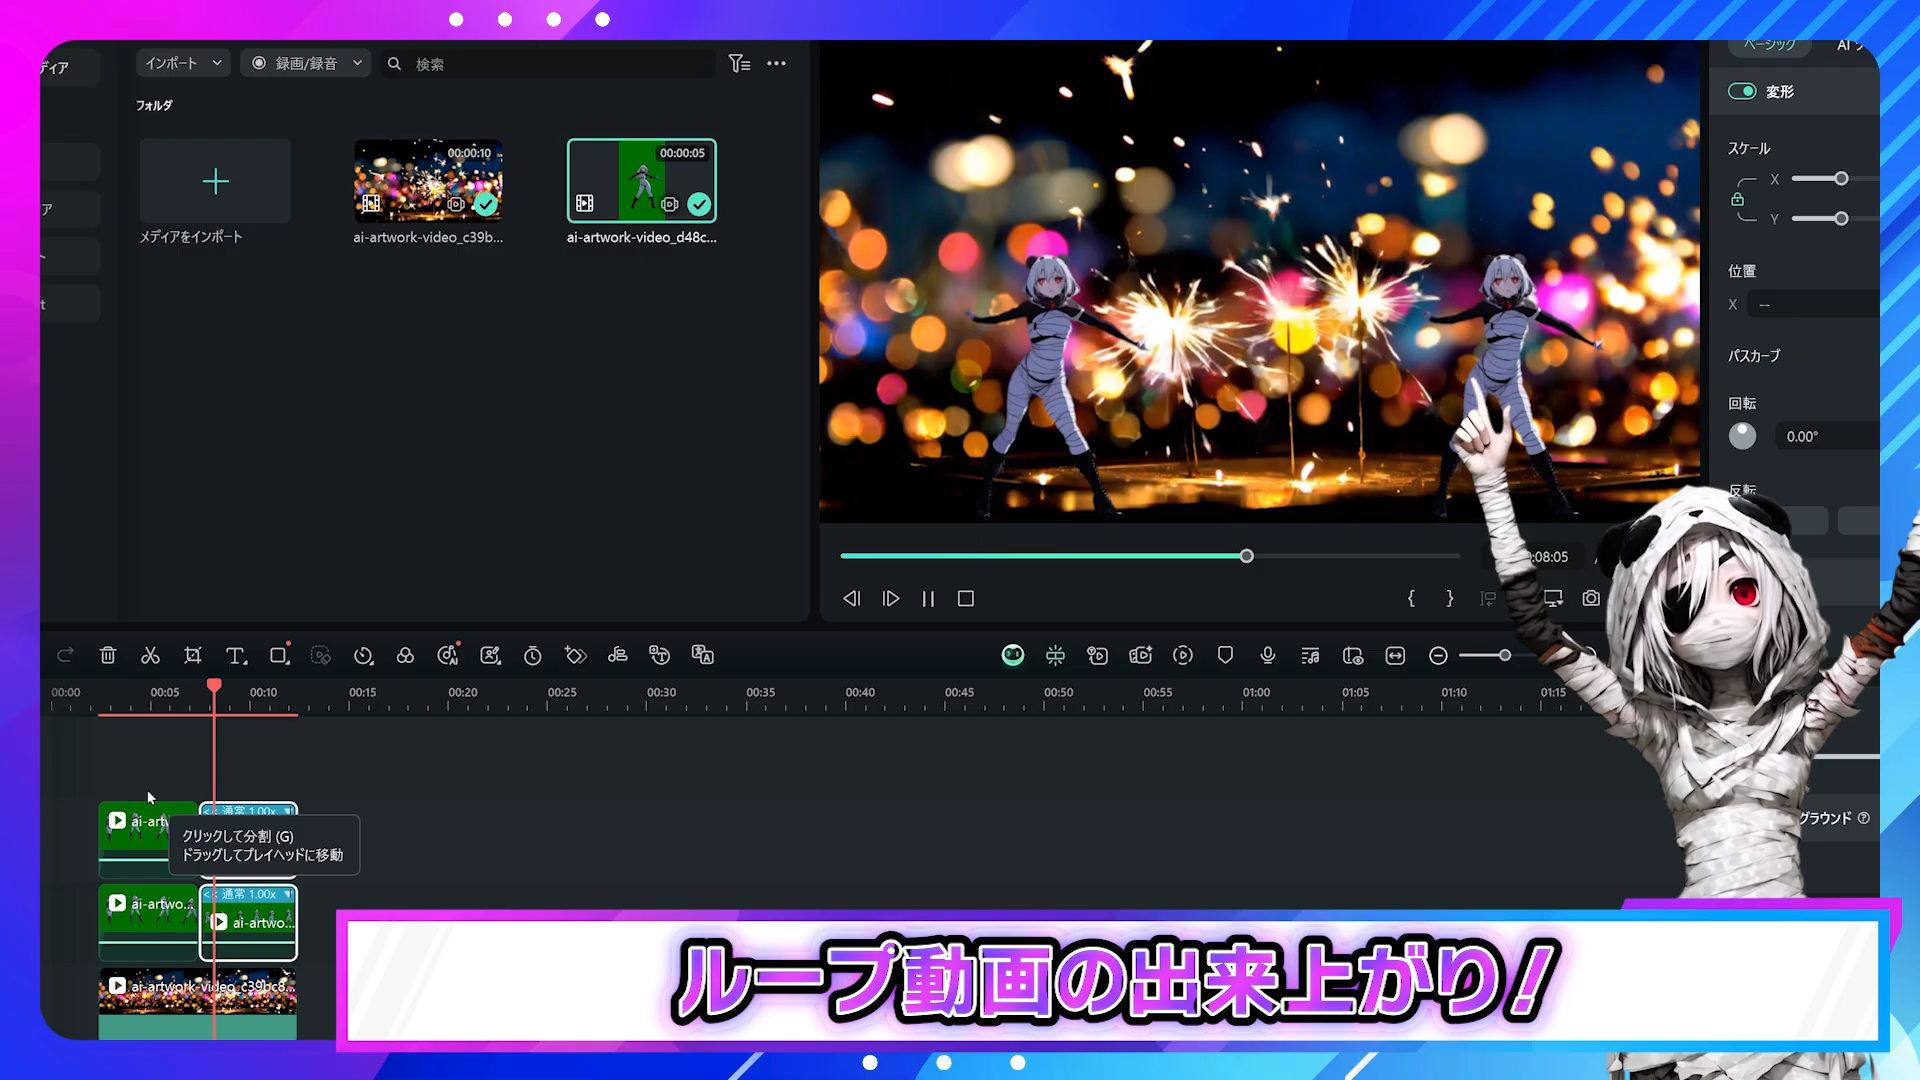 ディア
インポート
録画/録音
検索
フォルダ
00:00:10
00:00:05
メディアをインポート
ai-artwork-video_c39b...
ai-artwork-video_d48c...
ア
ト
t
ベーシック
AI
変形
スケール
X
Y
位置
X
--
パスカーブ
回転
0.00°
反転
:08:05
{
}
00:00
00:05
00:10
00:15
00:20
00:25
00:30
00:35
00:40
00:45
00:50
00:55
01:00
01:05
01:10
01:15
ai-artw
通常 1.00x
クリックして分割 (G)
ドラッグしてプレイヘッドに移動
グラウンド
ai-artwo...
通常 1.00x
ai-artwo...
ai-artwork-video_c39bc8...
ループ動画の出来上がり!